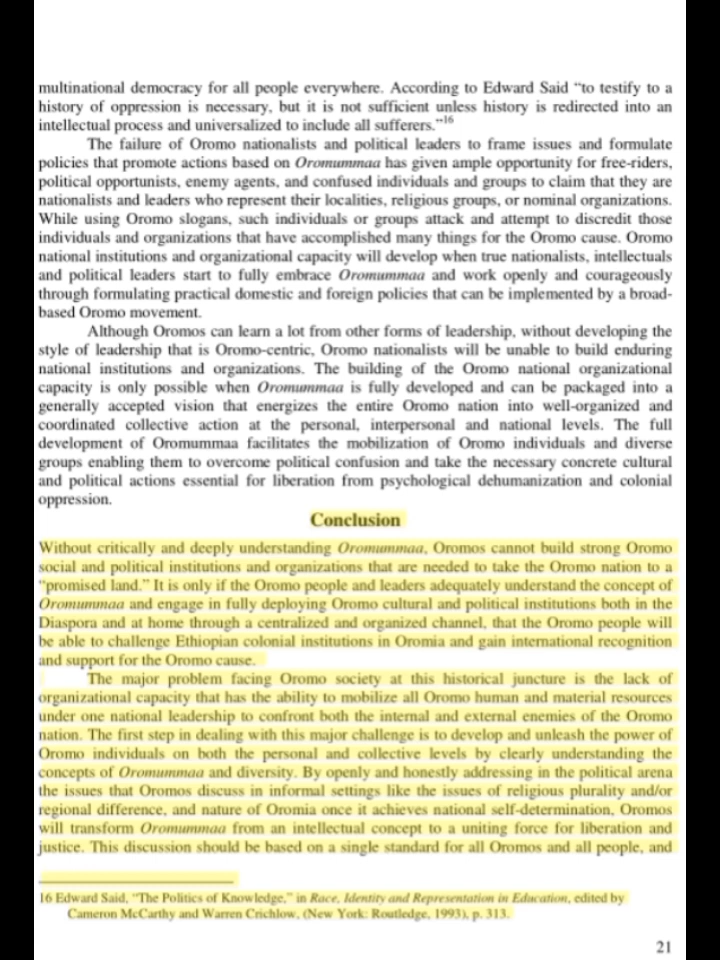 multinational democracy for all people everywhere. According to Edward Said “to testify to a
history of oppression is necessary, but it is not sufficient unless history is redirected into an
intellectual process and universalized to include all sufferers.”16
The failure of Oromo nationalists and political leaders to frame issues and formulate
policies that promote actions based on Oromummaa has given ample opportunity for free-riders,
political opportunists, enemy agents, and confused individuals and groups to claim that they are
nationalists and leaders who represent their localities, religious groups, or nominal organizations.
While using Oromo slogans, such individuals or groups attack and attempt to discredit those
individuals and organizations that have accomplished many things for the Oromo cause. Oromo
national institutions and organizational capacity will develop when true nationalists, intellectuals
and political leaders start to fully embrace Oromummaa and work openly and courageously
through formulating practical domestic and foreign policies that can be implemented by a broad-
based Oromo movement.
Although Oromos can learn a lot from other forms of leadership, without developing the
style of leadership that is Oromo-centric, Oromo nationalists will be unable to build enduring
national institutions and organizations. The building of the Oromo national organizational
capacity is only possible when Oromummaa is fully developed and can be packaged into a
generally accepted vision that energizes the entire Oromo nation into well-organized and
coordinated collective action at the personal, interpersonal and national levels. The full
development of Oromummaa facilitates the mobilization of Oromo individuals and diverse
groups enabling them to overcome political confusion and take the necessary concrete cultural
and political actions essential for liberation from psychological dehumanization and colonial
oppression.
Conclusion
Without critically and deeply understanding Oromummaa, Oromos cannot build strong Oromo
social and political institutions and organizations that are needed to take the Oromo nation to a
“promised land.” It is only if the Oromo people and leaders adequately understand the concept of
Oromummaa and engage in fully deploying Oromo cultural and political institutions both in the
Diaspora and at home through a centralized and organized channel, that the Oromo people will
be able to challenge Ethiopian colonial institutions in Oromia and gain international recognition
and support for the Oromo cause.
The major problem facing Oromo society at this historical juncture is the lack of
organizational capacity that has the ability to mobilize all Oromo human and material resources
under one national leadership to confront both the internal and external enemies of the Oromo
nation. The first step in dealing with this major challenge is to develop and unleash the power of
Oromo individuals on both the personal and collective levels by clearly understanding the
concepts of Oromummaa and diversity. By openly and honestly addressing in the political arena
the issues that Oromos discuss in informal settings like the issues of religious plurality and/or
regional difference, and nature of Oromia once it achieves national self-determination, Oromos
will transform Oromummaa from an intellectual concept to a uniting force for liberation and
justice. This discussion should be based on a single standard for all Oromos and all people, and
16 Edward Said, “The Politics of Knowledge,” in Race, Identity and Representation in Education, edited by
Cameron McCarthy and Warren Crichlow, (New York: Routledge, 1993), p. 313.
21